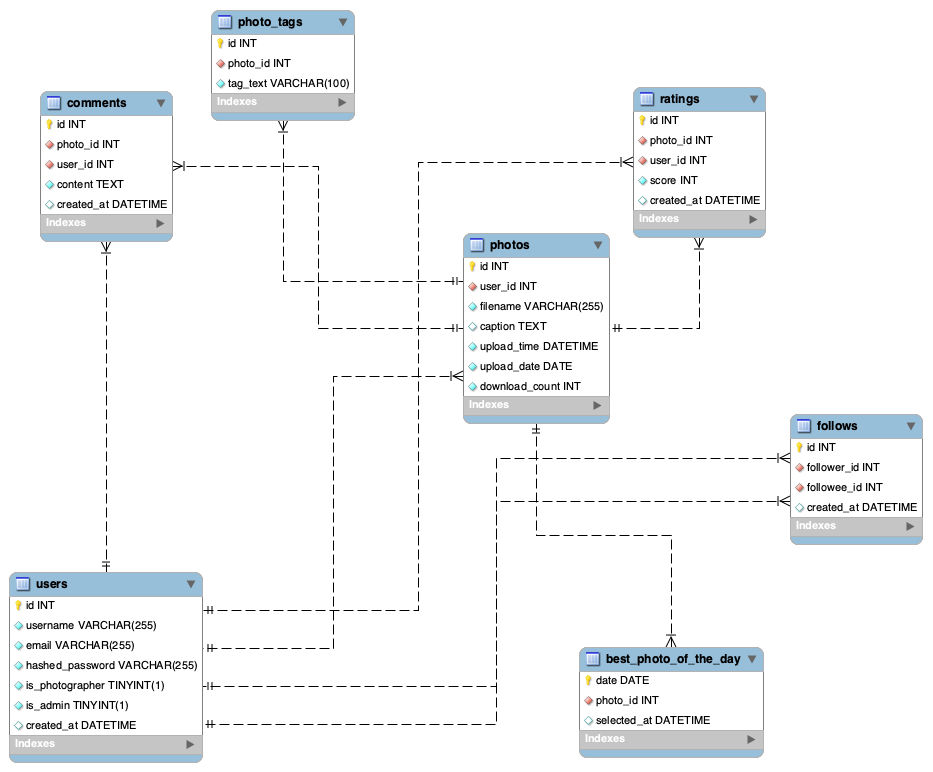 photo_tags
id INT
photo_id INT
tag_text VARCHAR(100)
Indexes
comments
id INT
photo_id INT
user_id INT
content TEXT
created_at DATETIME
Indexes
ratings
id INT
photo_id INT
user_id INT
score INT
created_at DATETIME
Indexes
photos
id INT
user_id INT
filename VARCHAR(255)
caption TEXT
upload_time DATETIME
upload_date DATE
download_count INT
Indexes
follows
id INT
follower_id INT
followee_id INT
created_at DATETIME
Indexes
users
id INT
username VARCHAR(255)
email VARCHAR(255)
hashed_password VARCHAR(255)
is_photographer TINYINT(1)
is_admin TINYINT(1)
created_at DATETIME
Indexes
best_photo_of_the_day
date DATE
photo_id INT
selected_at DATETIME
Indexes